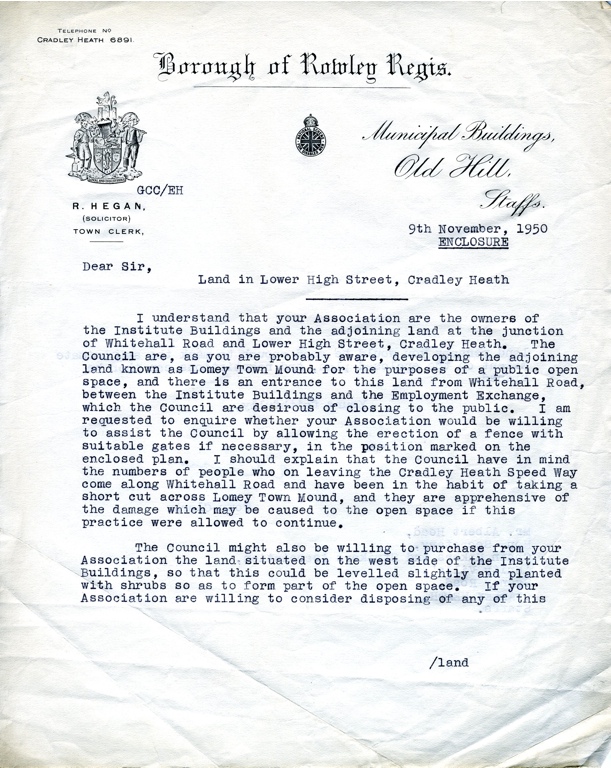 TELEPHONE No
CRADLEY HEATH 6891.
Borough of Rowley Regis.
Municipal Buildings,
Old Hill,
Staffs.
GCC/EH
R. HEGAN,
(SOLICITOR)
TOWN CLERK,
9th November, 1950
ENCLOSURE
Dear Sir,
Land in Lower High Street, Cradley Heath
I understand that your Association are the owners of
the Institute Buildings and the adjoining land at the junction
of Whitehall Road and Lower High Street, Cradley Heath. The
Council are, as you are probably aware, developing the adjoining
land known as Lomey Town Mound for the purposes of a public open
space, and there is an entrance to this land from Whitehall Road,
between the Institute Buildings and the Employment Exchange,
which the Council are desirous of closing to the public. I am
requested to enquire whether your Association would be willing
to assist the Council by allowing the erection of a fence with
suitable gates if necessary, in the position marked on the
enclosed plan. I should explain that the Council have in mind
the numbers of people who on leaving the Cradley Heath Speed Way
come along Whitehall Road and have been in the habit of taking a
short cut across Lomey Town Mound, and they are apprehensive of
the damage which may be caused to the open space if this
practice were allowed to continue.
The Council might also be willing to purchase from your
Association the land situated on the west side of the Institute
Buildings, so that this could be levelled slightly and planted
with shrubs so as to form part of the open space. If your
Association are willing to consider disposing of any of this
/land